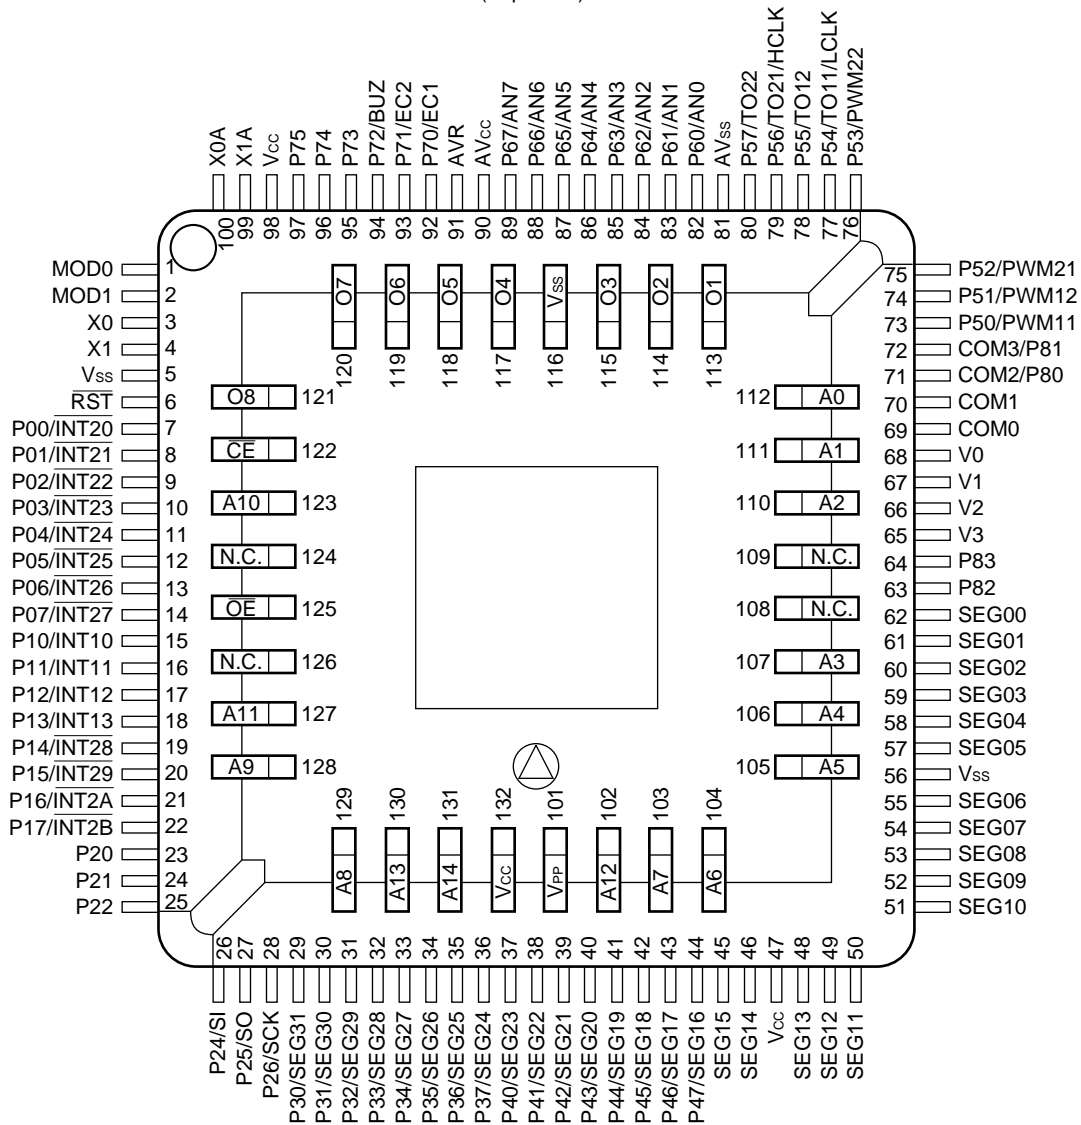 X0A
X1A
Vcc
P75
P74
P73
P72/BUZ
P71/EC2
P70/EC1
AVR
AVcc
P67/AN7
P66/AN6
P65/AN5
P64/AN4
P63/AN3
P62/AN2
P61/AN1
P60/AN0
AVss
P57/TO22
P56/TO21/HCLK
P55/TO12
P54/TO11/LCLK
P53/PWM22
100
99
98
97
96
95
94
93
92
91
90
89
88
87
86
85
84
83
82
81
80
79
78
77
76
MOD0 1
MOD1 2
X0 3
X1 4
Vss 5
RST 6
P00/INT20 7
P01/INT21 8
P02/INT22 9
P03/INT23 10
P04/INT24 11
P05/INT25 12
P06/INT26 13
P07/INT27 14
P10/INT10 15
P11/INT11 16
P12/INT12 17
P13/INT13 18
P14/INT28 19
P15/INT29 20
P16/INT2A 21
P17/INT2B 22
P20 23
P21 24
P22 25
O7 120
O6 119
O5 118
O4 117
Vss 116
O3 115
O2 114
O1 113
O8 121
CE 122
A10 123
N.C. 124
OE 125
N.C. 126
A11 127
A9 128
112 A0
111 A1
110 A2
109 N.C.
108 N.C.
107 A3
106 A4
105 A5
129 A8
130 A13
131 A14
132 Vcc
101 VPP
102 A12
103 A7
104 A6
75 P52/PWM21
74 P51/PWM12
73 P50/PWM11
72 COM3/P81
71 COM2/P80
70 COM1
69 COM0
68 V0
67 V1
66 V2
65 V3
64 P83
63 P82
62 SEG00
61 SEG01
60 SEG02
59 SEG03
58 SEG04
57 SEG05
56 Vss
55 SEG06
54 SEG07
53 SEG08
52 SEG09
51 SEG10
26
27
28
29
30
31
32
33
34
35
36
37
38
39
40
41
42
43
44
45
46
47
48
49
50
P24/SI
P25/SO
P26/SCK
P30/SEG31
P31/SEG30
P32/SEG29
P33/SEG28
P34/SEG27
P35/SEG26
P36/SEG25
P37/SEG24
P40/SEG23
P41/SEG22
P42/SEG21
P43/SEG20
P44/SEG19
P45/SEG18
P46/SEG17
P47/SEG16
SEG15
SEG14
Vcc
SEG13
SEG12
SEG11